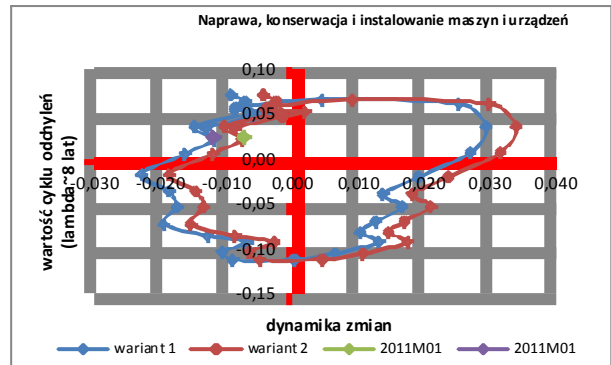 Naprawa, konserwacja i instalowanie maszyn i urządzeń
wartość cyklu oddhyleń
(lambda~8 lat)
0,10
0,05
0,00
-0,05
-0,10
-0,15
-0,030 -0,020 -0,010 0,000 0,010 0,020 0,030 0,040
dynamika zmian
wariant 1 wariant 2 2011M01 2011M01